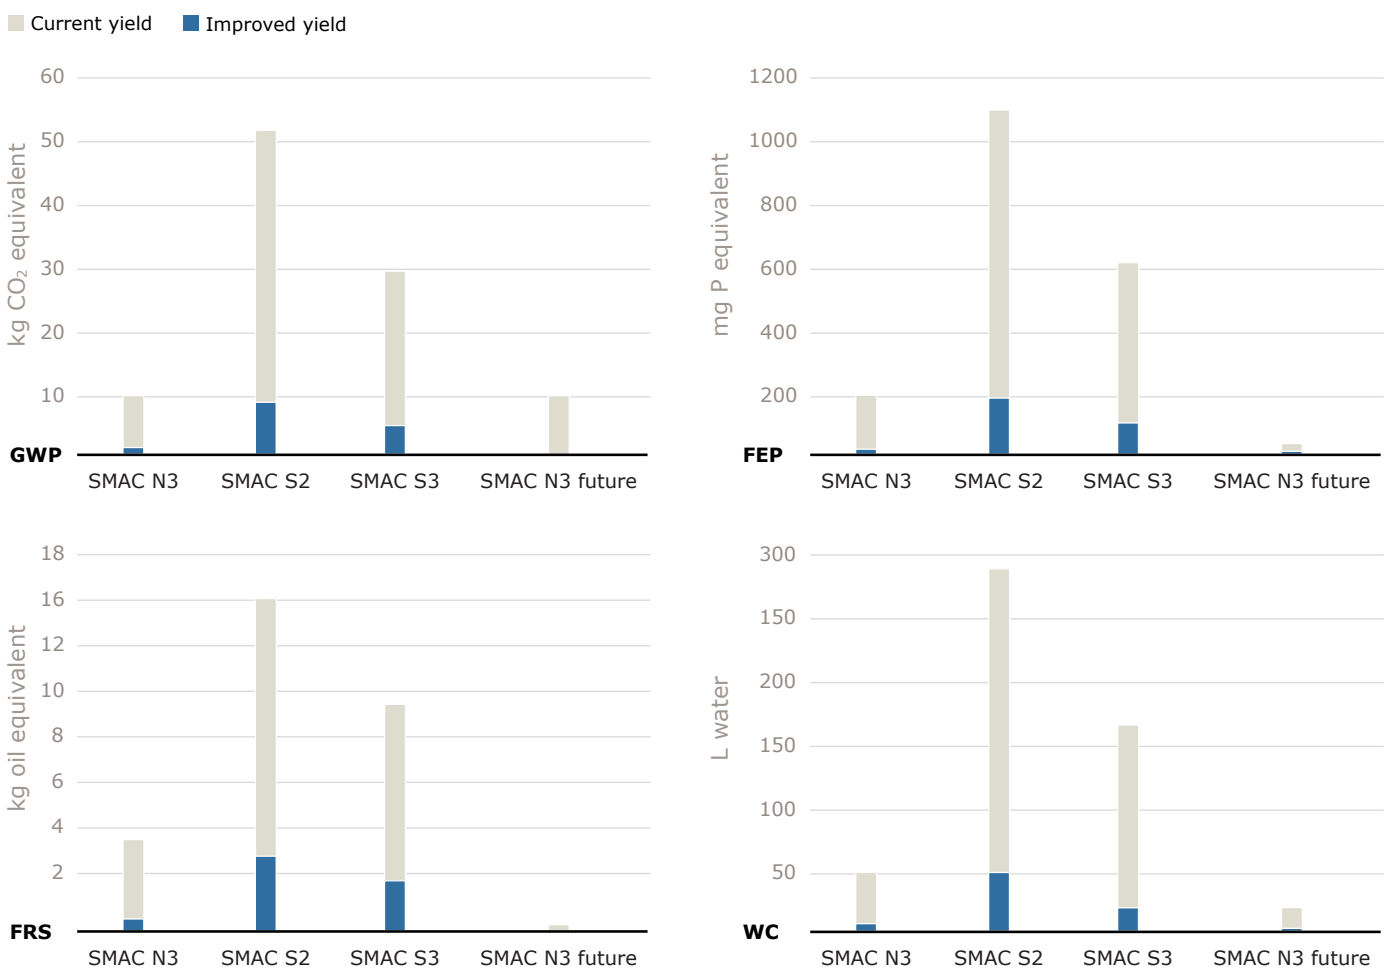 Current yield
Improved yield
kg CO₂ equivalent
60
50
40
30
20
10
GWP
SMAC N3
SMAC S2
SMAC S3
SMAC N3 future
mg P equivalent
1200
1000
800
600
400
200
FEP
SMAC N3
SMAC S2
SMAC S3
SMAC N3 future
kg oil equivalent
18
16
12
10
8
6
4
2
FRS
SMAC N3
SMAC S2
SMAC S3
SMAC N3 future
L water
300
150
200
150
100
50
WC
SMAC N3
SMAC S2
SMAC S3
SMAC N3 future